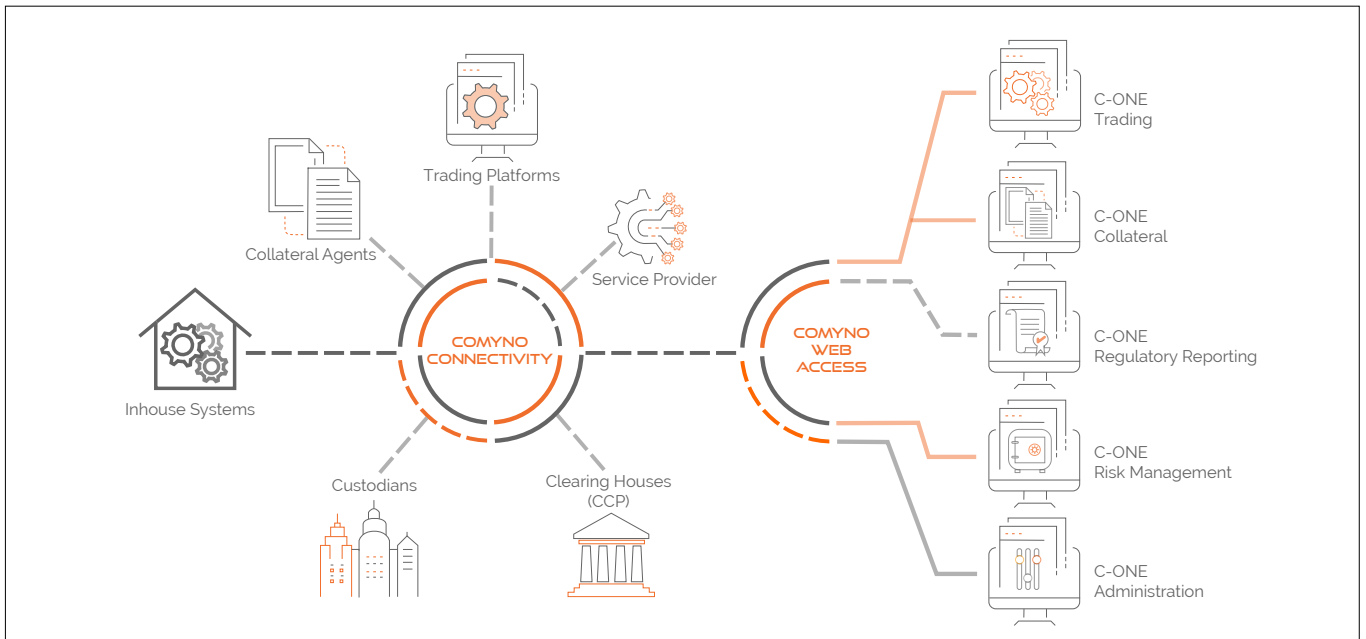 Trading Platforms
Collateral Agents
Service Provider
Inhouse Systems
COMYNO
CONNECTIVITY
Custodians
Clearing Houses
(CCP)
COMYNO
WEB
ACCESS
C-ONE
Trading
C-ONE
Collateral
C-ONE
Regulatory Reporting
C-ONE
Risk Management
C-ONE
Administration